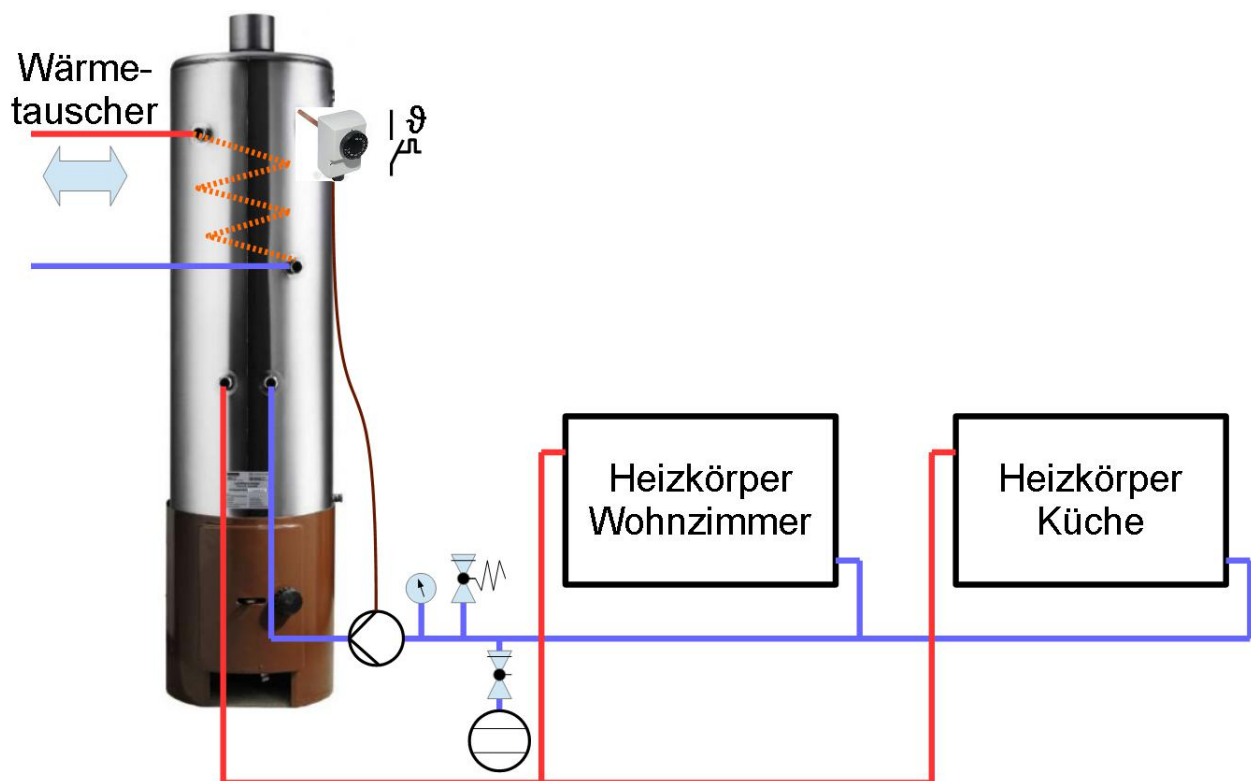 Wärme-
tauscher
ϑ
Heizkörper
Wohnzimmer
Heizkörper
Küche